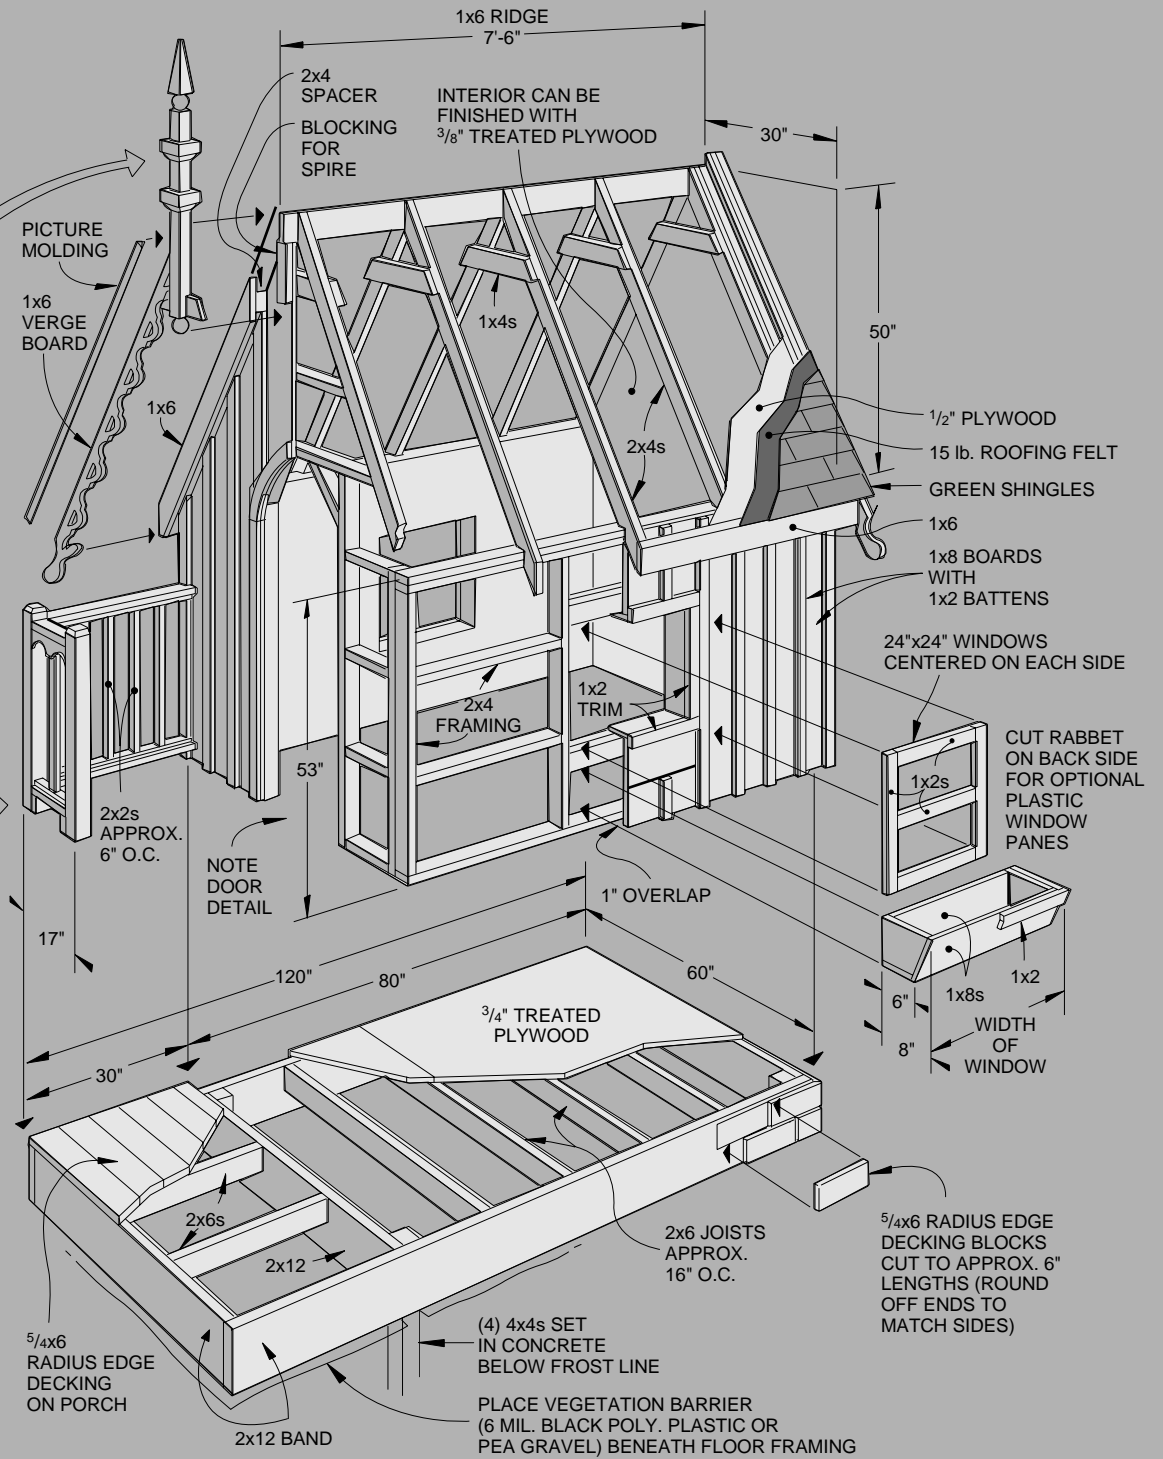 1x6 RIDGE
7'-6"
2x4
SPACER
BLOCKING
FOR
SPIRE
INTERIOR CAN BE
FINISHED WITH
3/8" TREATED PLYWOOD
30"
PICTURE
MOLDING
1x6
VERGE
BOARD
1x6
1x4s
50"
2x4s
1/2" PLYWOOD
15 lb. ROOFING FELT
GREEN SHINGLES
1x6
1x8 BOARDS
WITH
1x2 BATTENS
24"x24" WINDOWS
CENTERED ON EACH SIDE
1x2
TRIM
2x4
FRAMING
53"
1x2s
CUT RABBET
ON BACK SIDE
FOR OPTIONAL
PLASTIC
WINDOW
PANES
2x2s
APPROX.
6" O.C.
NOTE
DOOR
DETAIL
1" OVERLAP
17"
120"
80"
60"
30"
1x2
1x8s
6"
8"
WIDTH
OF
WINDOW
3/4" TREATED
PLYWOOD
2x6s
2x12
2x6 JOISTS
APPROX.
16" O.C.
5/4x6 RADIUS EDGE
DECKING BLOCKS
CUT TO APPROX. 6"
LENGTHS (ROUND
OFF ENDS TO
MATCH SIDES)
5/4x6
RADIUS EDGE
DECKING
ON PORCH
2x12 BAND
(4) 4x4s SET
IN CONCRETE
BELOW FROST LINE
PLACE VEGETATION BARRIER
(6 MIL. BLACK POLY. PLASTIC OR
PEA GRAVEL) BENEATH FLOOR FRAMING